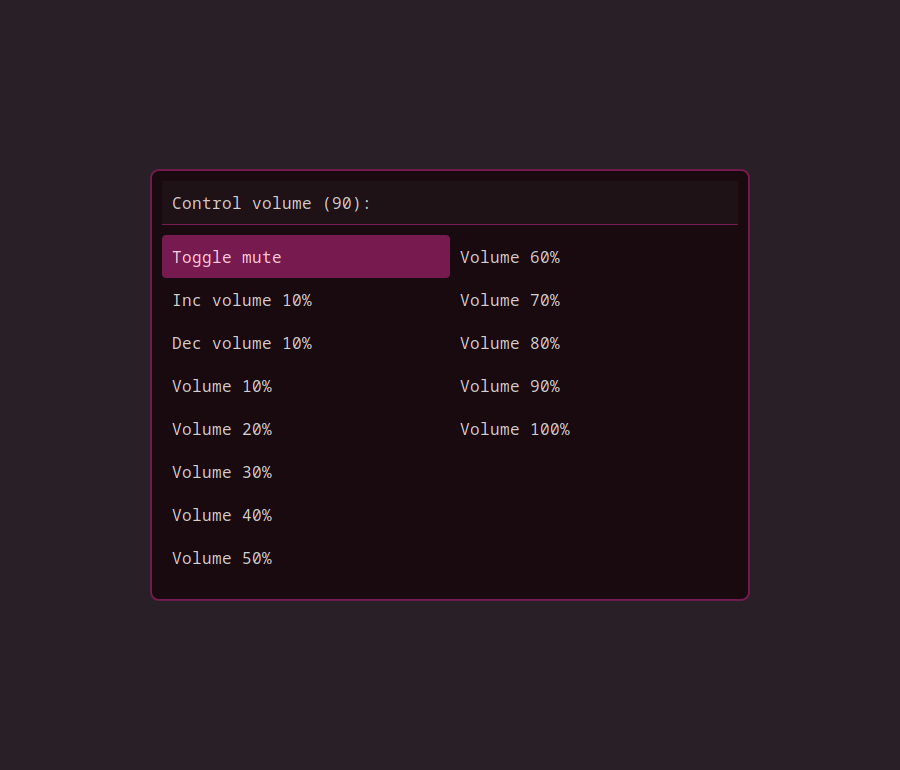 Control volume (90):
Toggle mute
Inc volume 10%
Dec volume 10%
Volume 10%
Volume 20%
Volume 30%
Volume 40%
Volume 50%
Volume 60%
Volume 70%
Volume 80%
Volume 90%
Volume 100%